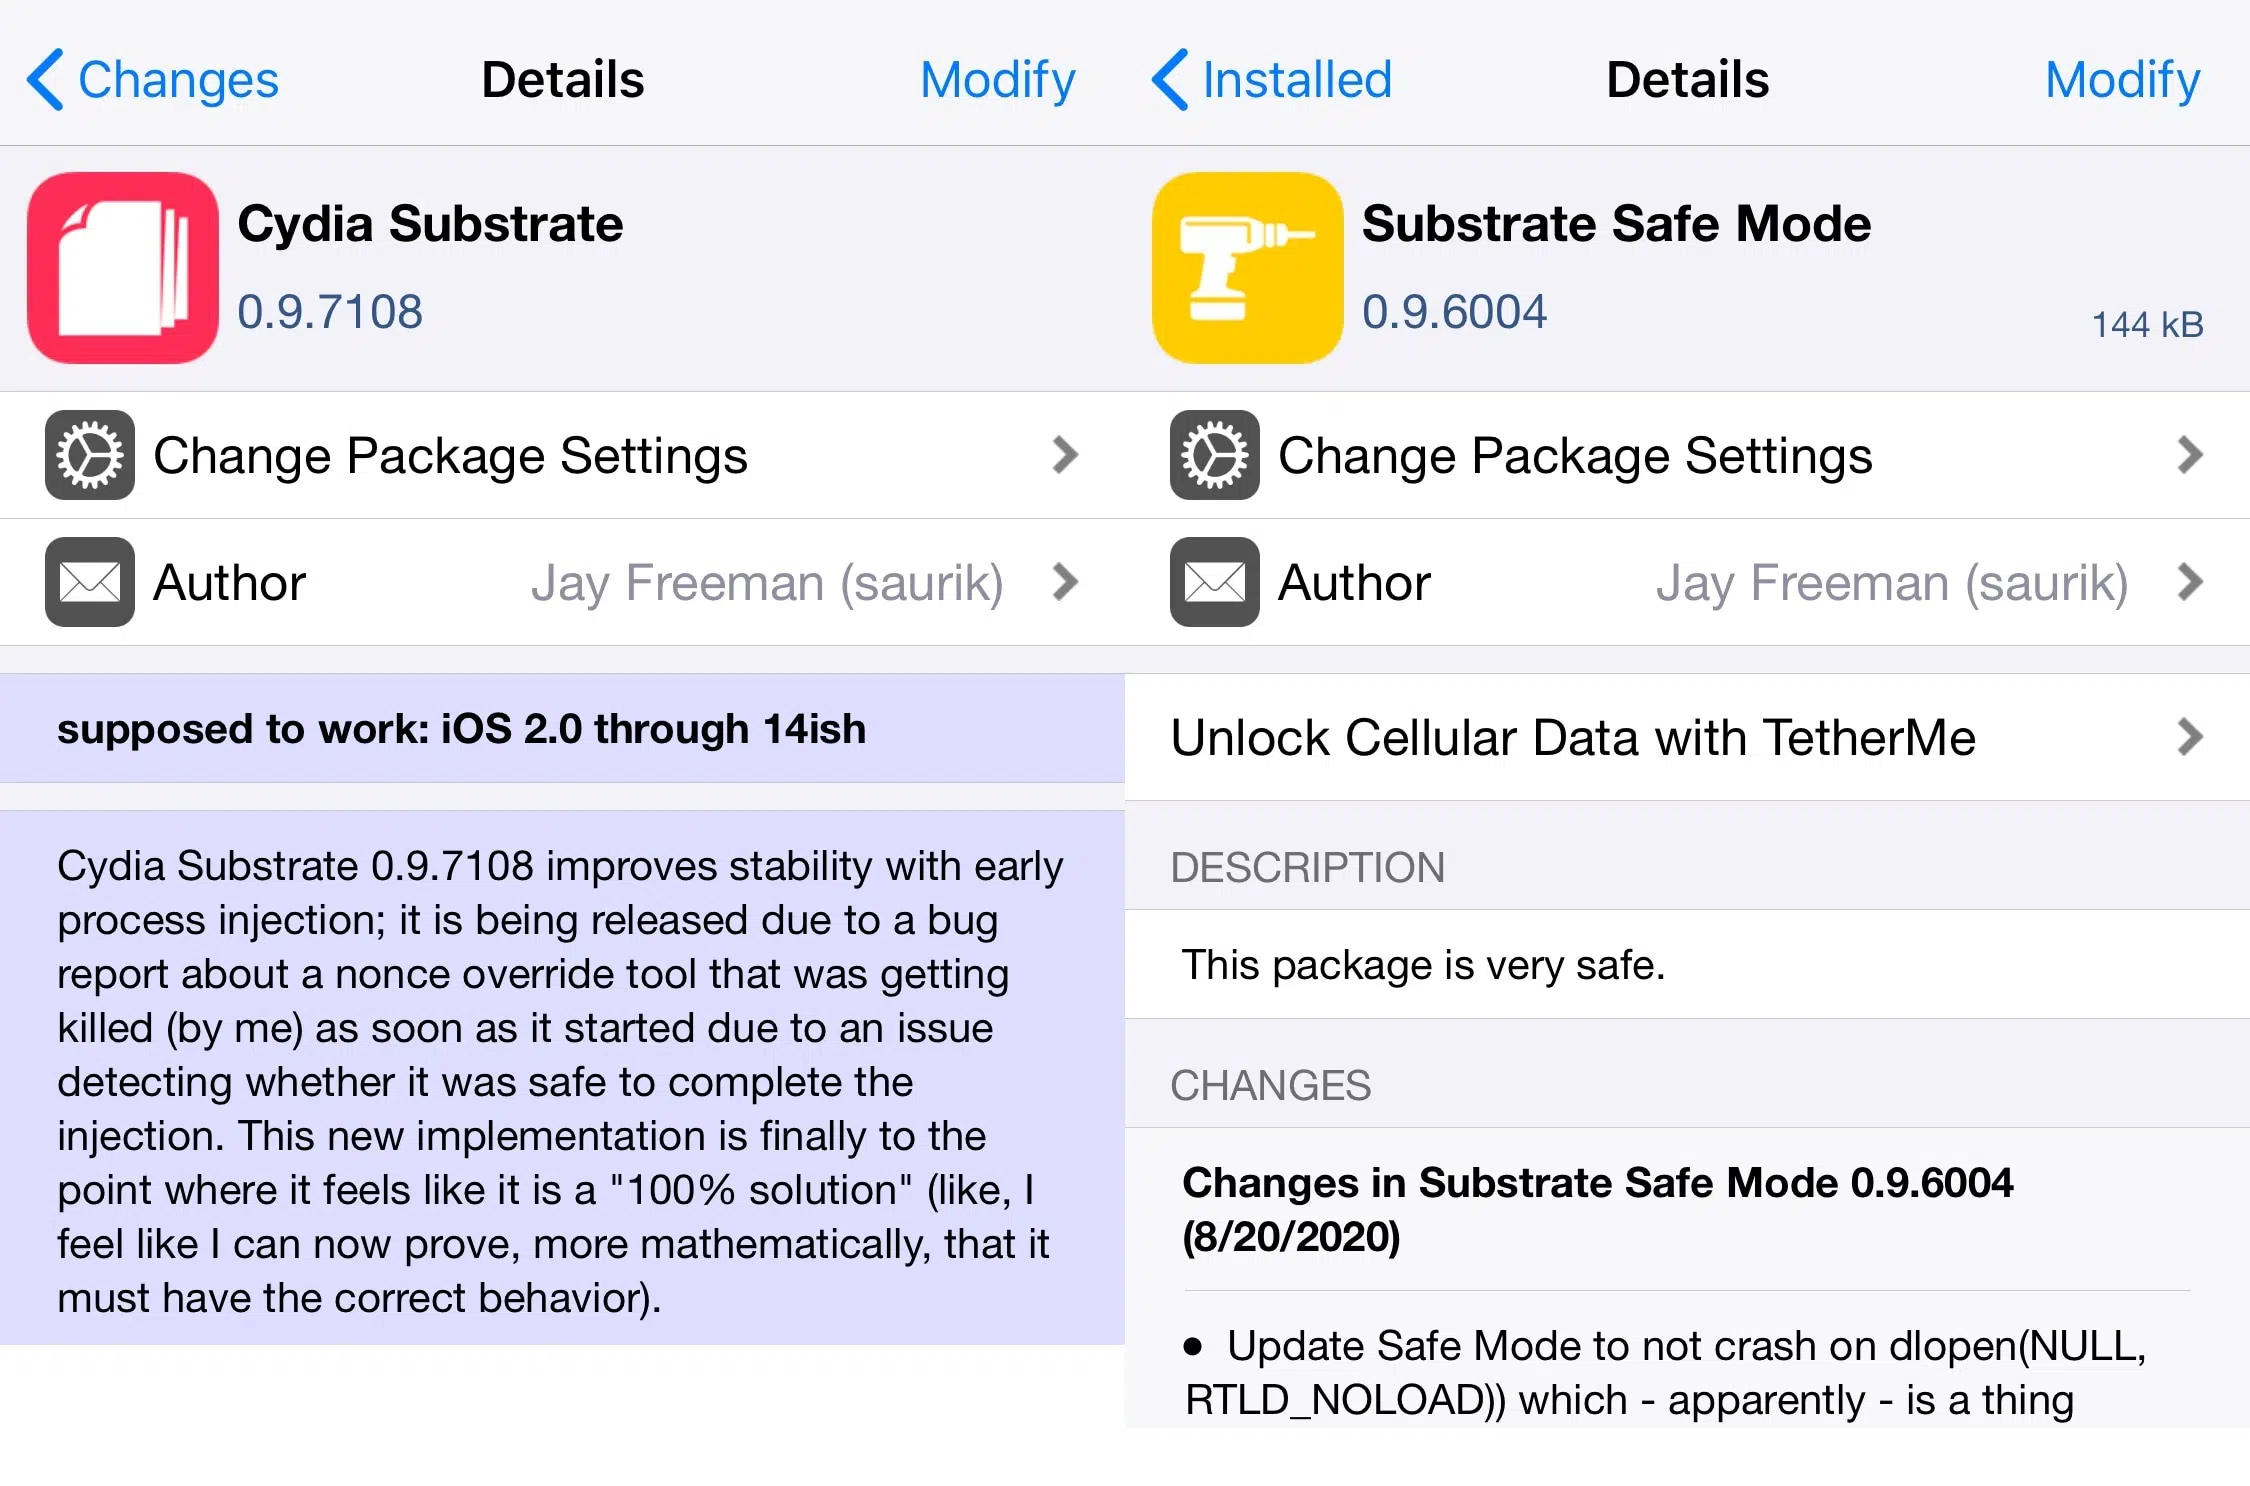 Changes
Details
Modify
Cydia Substrate
0.9.7108
Change Package Settings
Author
Jay Freeman (saurik)
supposed to work: iOS 2.0 through 14ish
Cydia Substrate 0.9.7108 improves stability with early
process injection; it is being released due to a bug
report about a nonce override tool that was getting
killed (by me) as soon as it started due to an issue
detecting whether it was safe to complete the
injection. This new implementation is finally to the
point where it feels like it is a "100% solution" (like, I
feel like I can now prove, more mathematically, that it
must have the correct behavior).
Installed
Details
Modify
Substrate Safe Mode
0.9.6004
144 kB
Change Package Settings
Author
Jay Freeman (saurik)
Unlock Cellular Data with TetherMe
DESCRIPTION
This package is very safe.
CHANGES
Changes in Substrate Safe Mode 0.9.6004
(8/20/2020)
● Update Safe Mode to not crash on dlopen(NULL,
RTLD_NOLOAD)) which - apparently - is a thing